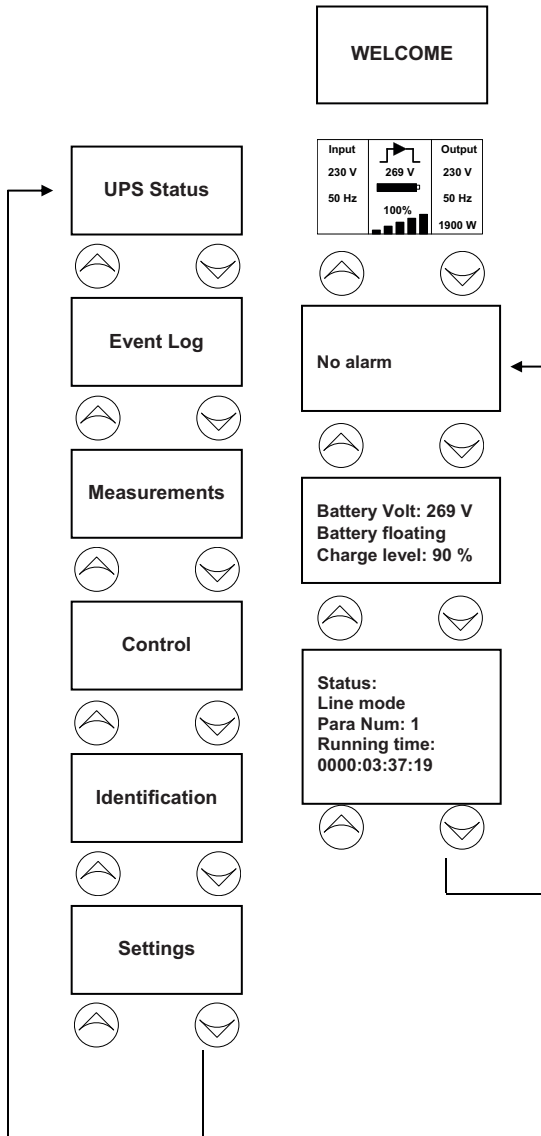 WELCOME
UPS Status
Event Log
Measurements
Control
Identification
Settings
Input
230 V
50 Hz
269 V
100%
Output
230 V
50 Hz
1900 W
No alarm
Battery Volt: 269 V
Battery floating
Charge level: 90 %
Status:
Line mode
Para Num: 1
Running time:
0000:03:37:19